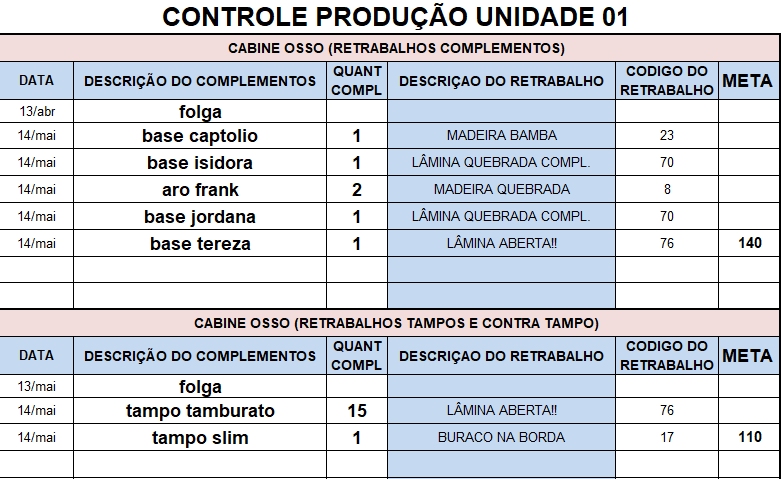 CONTROLE PRODUÇÃO UNIDADE 01
CABINE OSSO (RETRABALHOS COMPLEMENTOS)
DATA DESCRIÇÃO DO COMPLEMENTOS QUANT COMPL DESCRIÇAO DO RETRABALHO CODIGO DO RETRABALHO META
13/abr folga
14/mai base captolio 1 MADEIRA BAMBA 23
14/mai base isidora 1 LÂMINA QUEBRADA COMPL. 70
14/mai aro frank 2 MADEIRA QUEBRADA 8
14/mai base jordana 1 LÂMINA QUEBRADA COMPL. 70
14/mai base tereza 1 LÂMINA ABERTA!! 76 140
CABINE OSSO (RETRABALHOS TAMPOS E CONTRA TAMPO)
DATA DESCRIÇÃO DO COMPLEMENTOS QUANT COMPL DESCRIÇAO DO RETRABALHO CODIGO DO RETRABALHO META
13/mai folga
14/mai tampo tamburato 15 LÂMINA ABERTA!! 76
14/mai tampo slim 1 BURACO NA BORDA 17 110